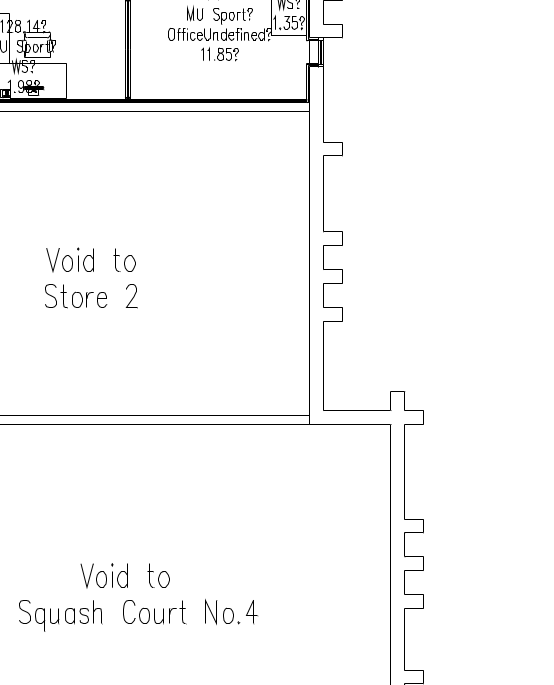 128.14?
U Sport?
WS?
1.98?
MU Sport?
OfficeUndefined?
11.85?
WS?
1.35?
Void to
Store 2
Void to
Squash Court No.4